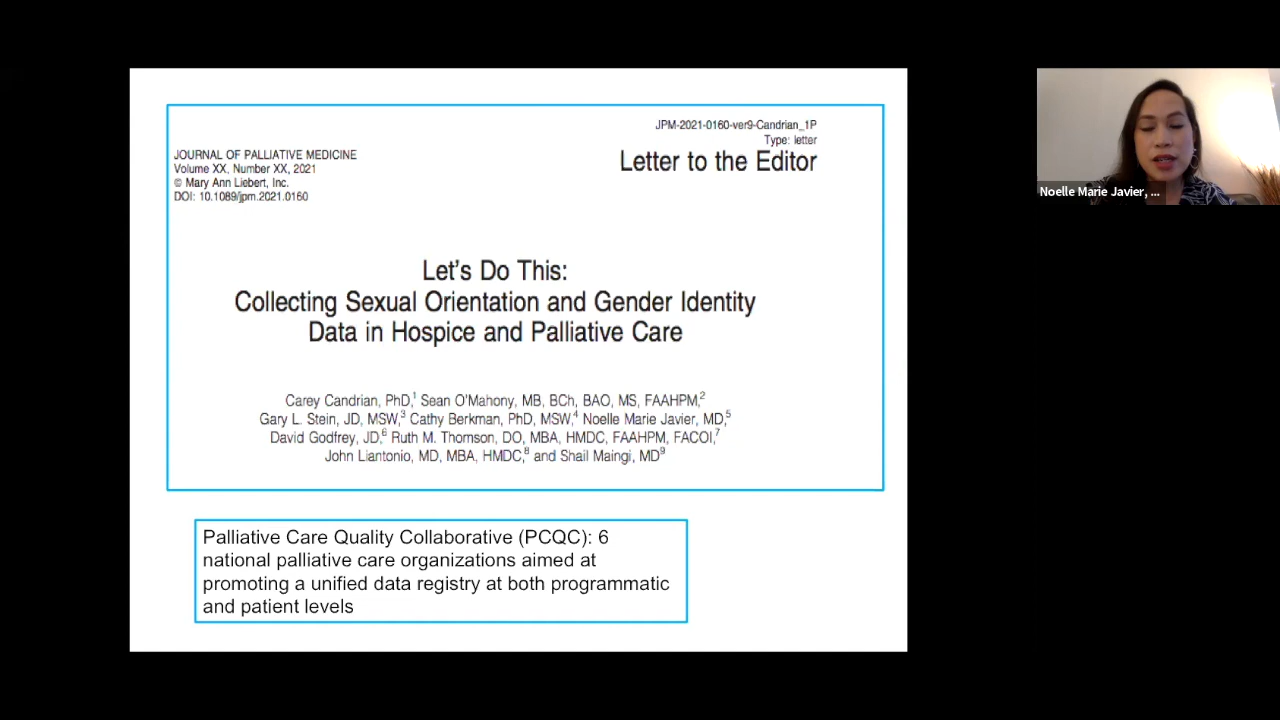 JPM-2021-0160-ver9-Candrian_1P
Type: letter
Letter to the Editor
JOURNAL OF PALLIATIVE MEDICINE
Volume XX, Number XX, 2021
© Mary Ann Liebert, Inc.
DOI: 10.1089/jpm.2021.0160
Let's Do This:
Collecting Sexual Orientation and Gender Identity
Data in Hospice and Palliative Care
Carey Candrian, PhD,1 Sean O'Mahony, MB, BCh, BAO, MS, FAAHPM,2
Gary L. Stein, JD, MSW,3 Cathy Berkman, PhD, MSW,4 Noelle Marie Javier, MD,5
David Godfrey, JD,6 Ruth M. Thomson, DO, MBA, HMDC, FAAHPM, FACOI,7
John Liantonio, MD, MBA, HMDC,8 and Shail Maingi, MD9
Palliative Care Quality Collaborative (PCQC): 6
national palliative care organizations aimed at
promoting a unified data registry at both programmatic
and patient levels
Noelle Marie Javier, ...